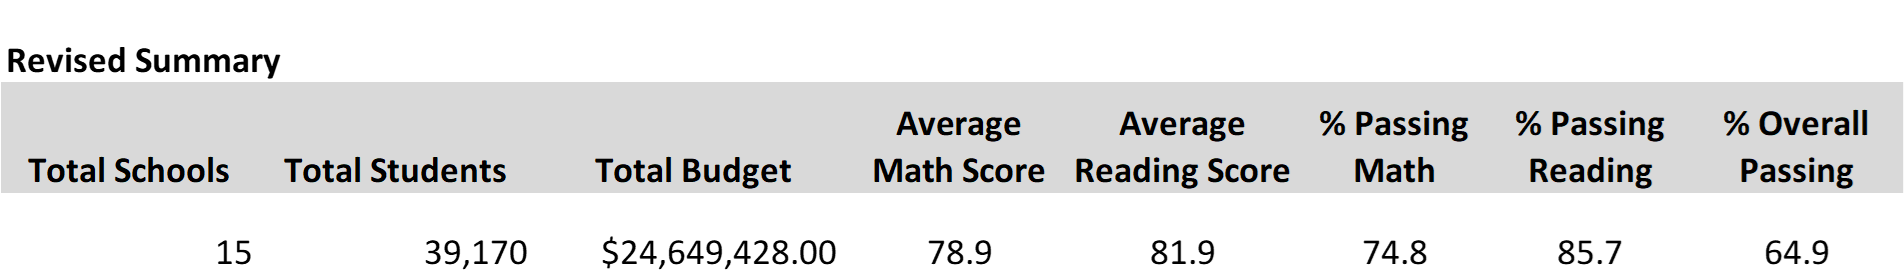 Revised Summary
Total Schools Total Students Total Budget Average Math Score Average Reading Score % Passing Math % Passing Reading % Overall Passing
15 39,170 $24,649,428.00 78.9 81.9 74.8 85.7 64.9